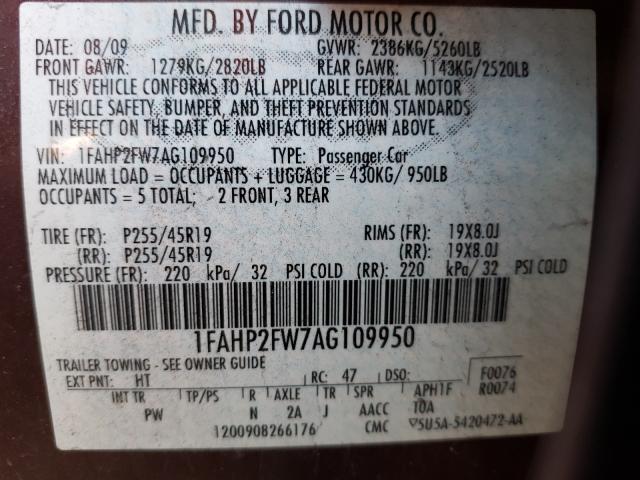 MFD. BY FORD MOTOR CO.
DATE: 08/09 GVWR: 2386KG/5260LB
FRONT GAWR: 1279KG/2820LB REAR GAWR: 1143KG/2520LB
THIS VEHICLE CONFORMS TO ALL APPLICABLE FEDERAL MOTOR
VEHICLE SAFETY, BUMPER, AND THEFT PREVENTION STANDARDS
IN EFFECT ON THE DATE OF MANUFACTURE SHOWN ABOVE.
VIN: 1FAHP2FW7AG109950 TYPE: Passenger Car
MAXIMUM LOAD = OCCUPANTS + LUGGAGE = 430KG/ 950LB
OCCUPANTS = 5 TOTAL; 2 FRONT, 3 REAR
TIRE (FR): P255/45R19 RIMS (FR): 19X8.0J
(RR): P255/45R19 (RR): 19X8.0J
PRESSURE (FR): 220 kPa/ 32 PSI COLD (RR): 220 kPa/ 32 PSI COLD
1FAHP2FW7AG109950
TRAILER TOWING - SEE OWNER GUIDE
EXT PNT: HT RC: 47 DSO: F0076
INT TR TP/PS R AXLE TR SPR APH1F R0074
PW N 2A J AACC TOA
1200908266176 CMC ▽5U5A-5420472-AA